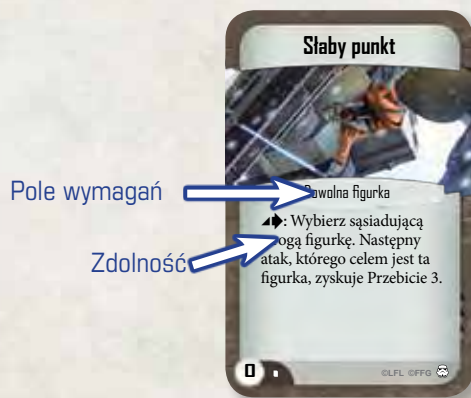 Słaby punkt
Pole wymagań
Dowolna figurka
: Wybierz sąsiadującą
wrogą figurkę. Następny
Zdolność
atak, którego celem jest ta
figurka, zyskuje Przebicie 3.
0
©LFL ©FFG